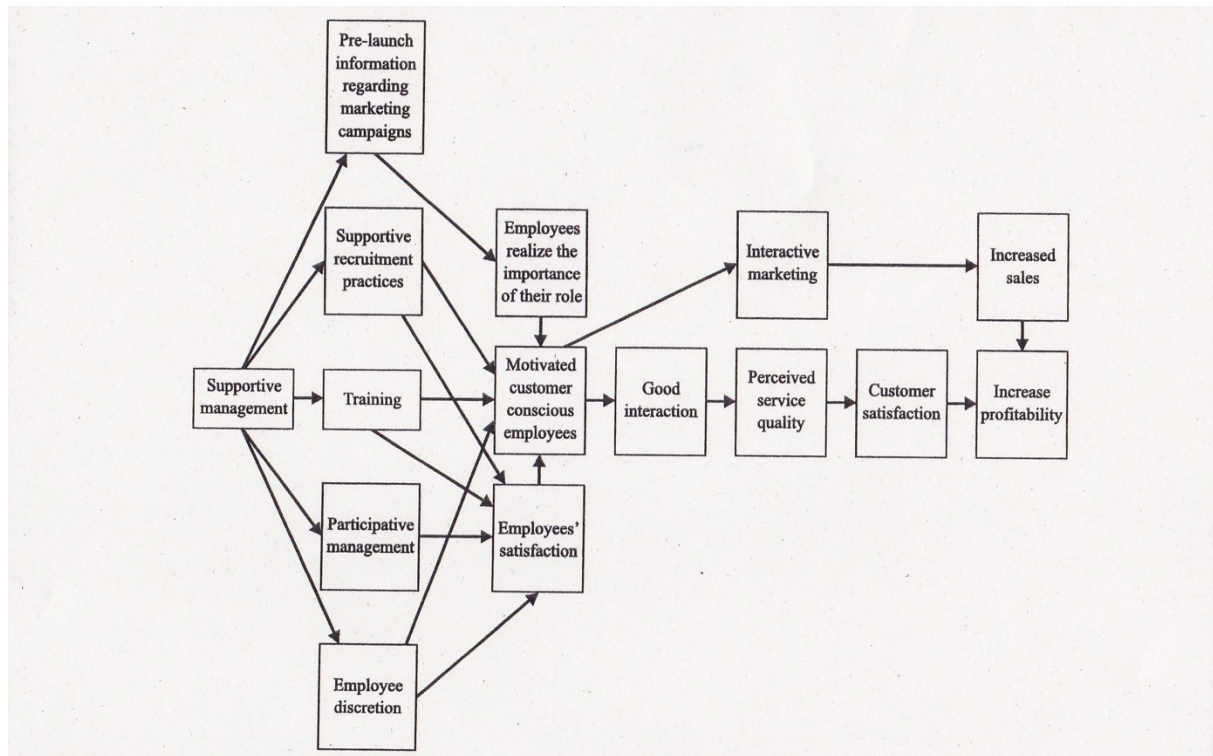 Pre-launch
information
regarding
marketing
campaigns
Supportive
recruitment
practices
Employees
realize the
importance
of their role
Interactive
marketing
Increased
sales
Supportive
management
Training
Motivated
customer
conscious
employees
Good
interaction
Perceived
service
quality
Customer
satisfaction
Increase
profitability
Participative
management
Employees’
satisfaction
Employee
discretion